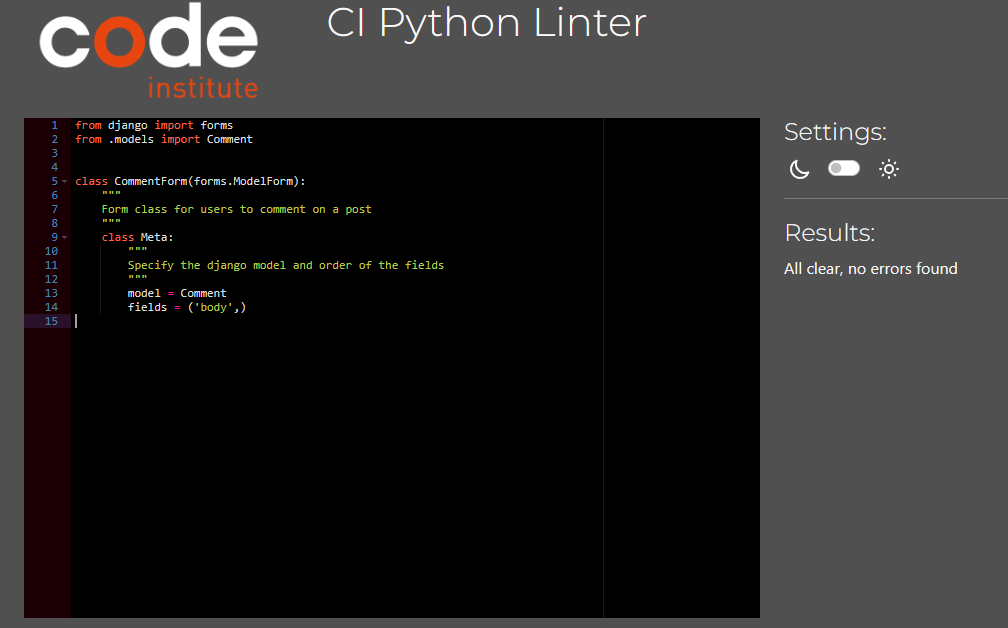 code
institute
CI Python Linter
1 from django import forms
2 from .models import Comment
3
4
5 class CommentForm(forms.ModelForm):
6     """
7     Form class for users to comment on a post
8     """
9     class Meta:
10         """
11         Specify the django model and order of the fields
12         """
13         model = Comment
14         fields = ('body',)
15
Settings:
Results:
All clear, no errors found